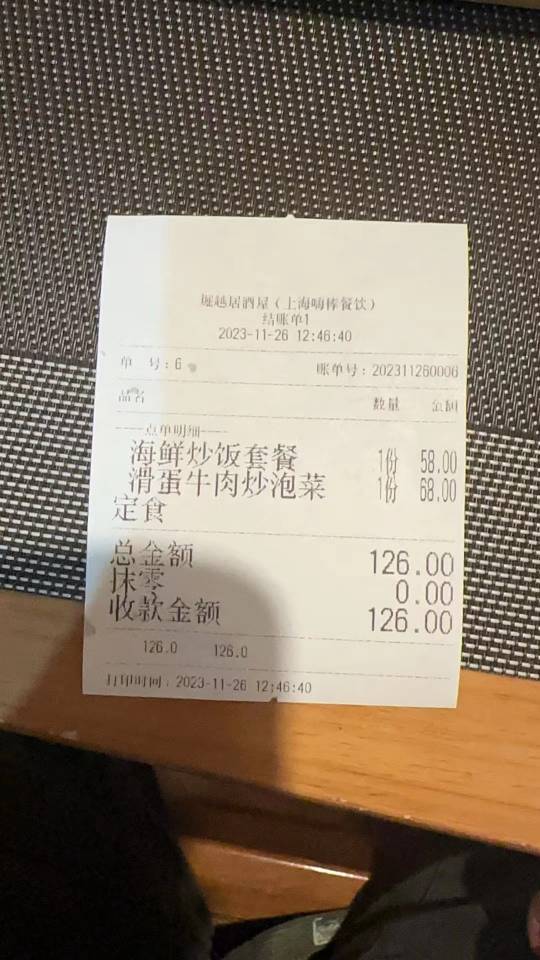 堀越居酒屋（上海嗨棒餐饮）
结账单1
2023-11-26 12:46:40
单 号:6 账单号:202311260006
品名 数量 金额
——点单明细——
海鲜炒饭套餐 1份 58.00
滑蛋牛肉炒泡菜 1份 68.00
定食
总金额 126.00
抹零 0.00
收款金额 126.00
126.0 126.0
打印时间：2023-11-26 12:46:40